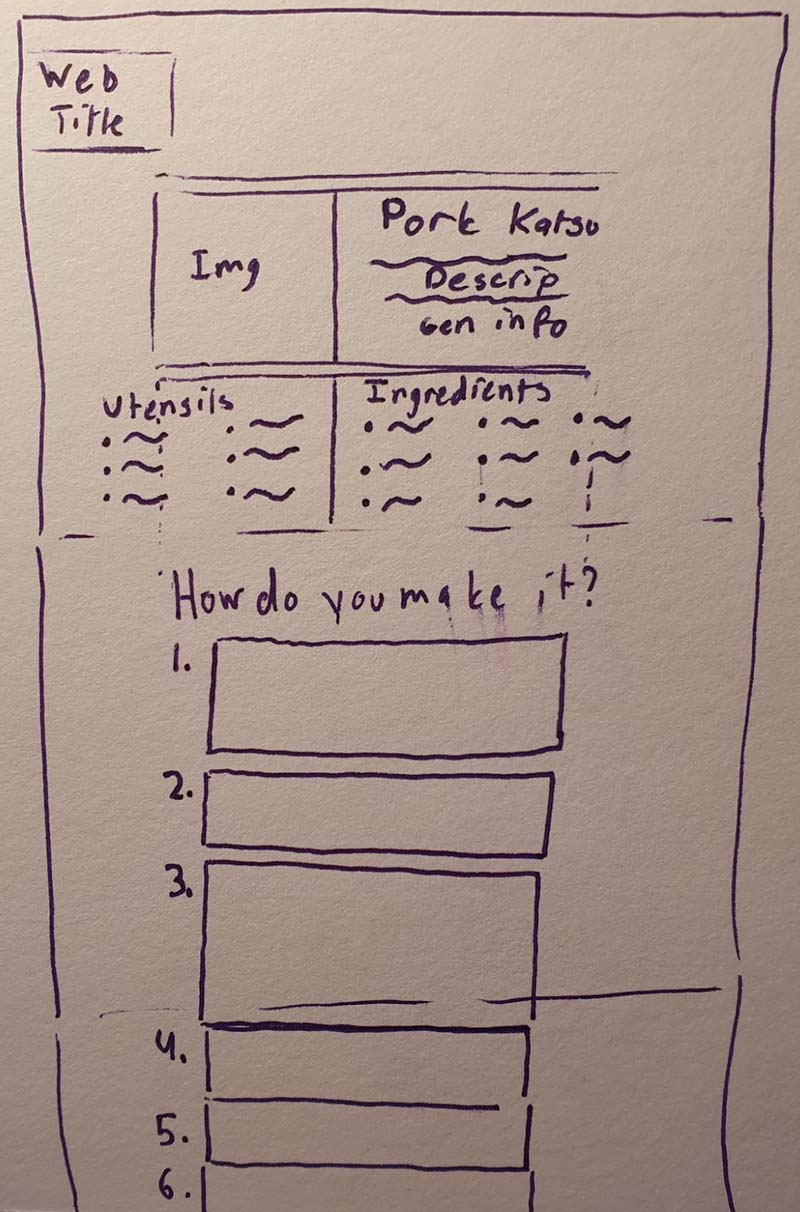 Web
Title
Img
Pork Katsu
Descrip
Gen info
Utensils
Ingredients
How do you make it?
1.
2.
3.
4.
5.
6.